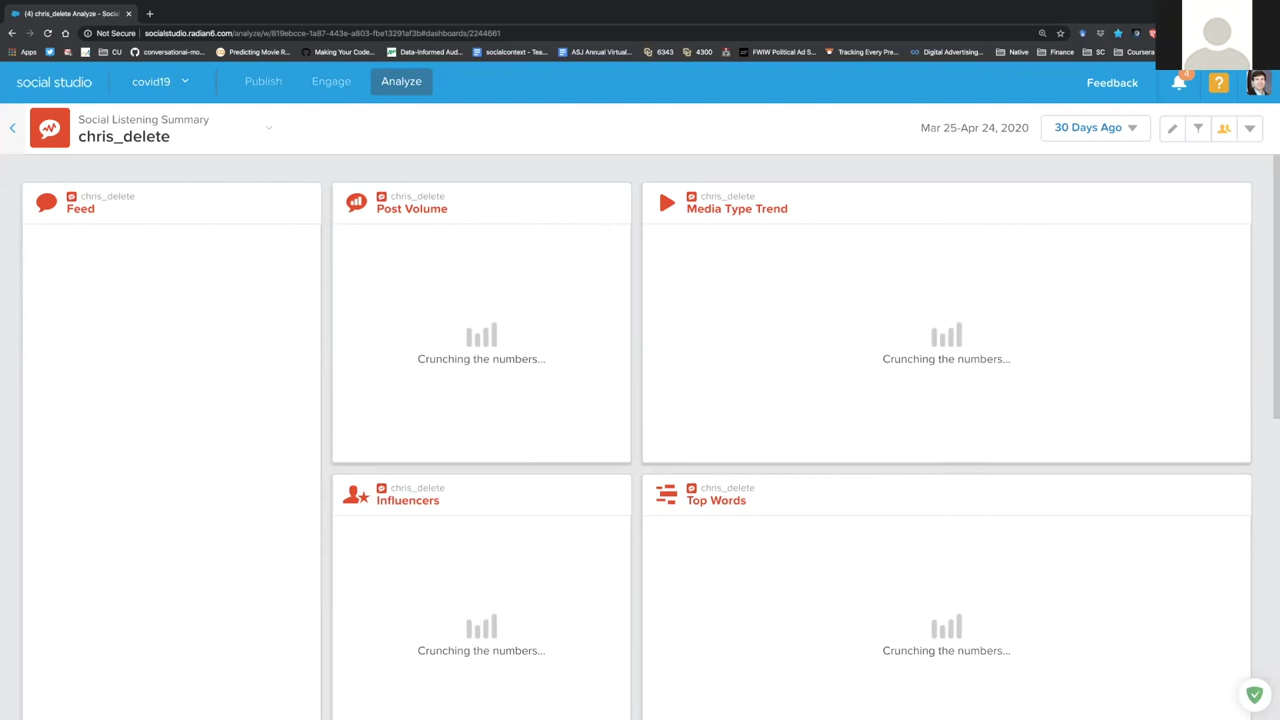 (4) chris_delete Analyze - Socia
Not Secure
socialstudio.radian6.com/analyze/w/819ebcce-1a87-443e-a803-fbe13291af3b#dashboards/2244661
Apps
CU
conversational-mo...
Predicting Movie R...
Making Your Code...
Data-Informed Aud...
socialcontext - Tea...
ASJ Annual Virtual...
6343
4300
FWIW Political Ad S...
Tracking Every Pre...
Digital Advertising...
Native
Finance
SC
Coursera
social studio
covid19
Publish
Engage
Analyze
Feedback
4
?
Social Listening Summary
chris_delete
Mar 25-Apr 24, 2020
30 Days Ago
chris_delete
Feed
chris_delete
Post Volume
Crunching the numbers...
chris_delete
Media Type Trend
Crunching the numbers...
chris_delete
Influencers
Crunching the numbers...
chris_delete
Top Words
Crunching the numbers...